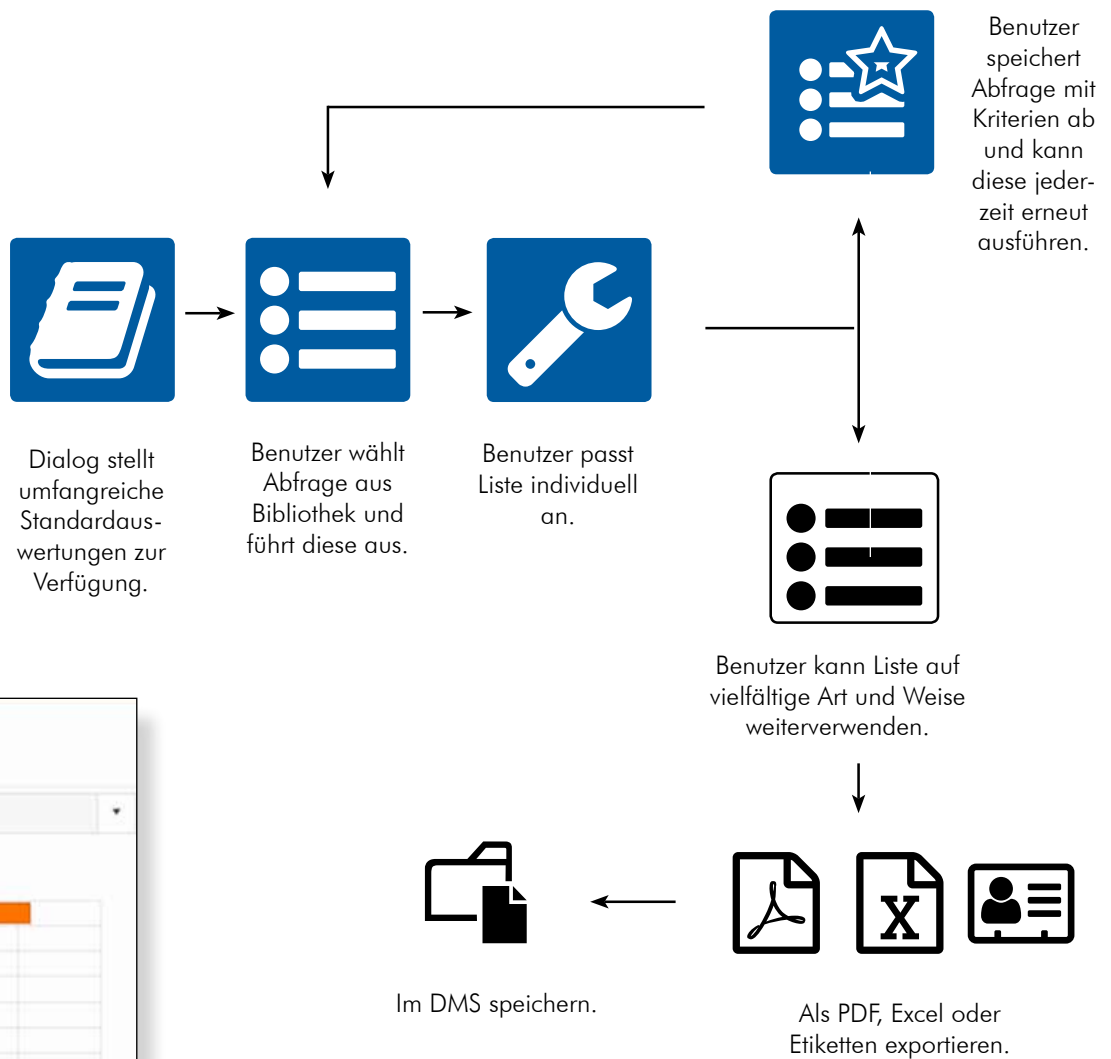 Benutzer
speichert
Abfrage mit
Kriterien ab
und kann
diese jeder-
zeit erneut
ausführen.
Dialog stellt
umfangreiche
Standardaus-
wertungen zur
Verfügung.
Benutzer wählt
Abfrage aus
Bibliothek und
führt diese aus.
Benutzer passt
Liste individuell
an.
Benutzer kann Liste auf
vielfältige Art und Weise
weiterverwenden.
X
Im DMS speichern.
Als PDF, Excel oder
Etiketten exportieren.